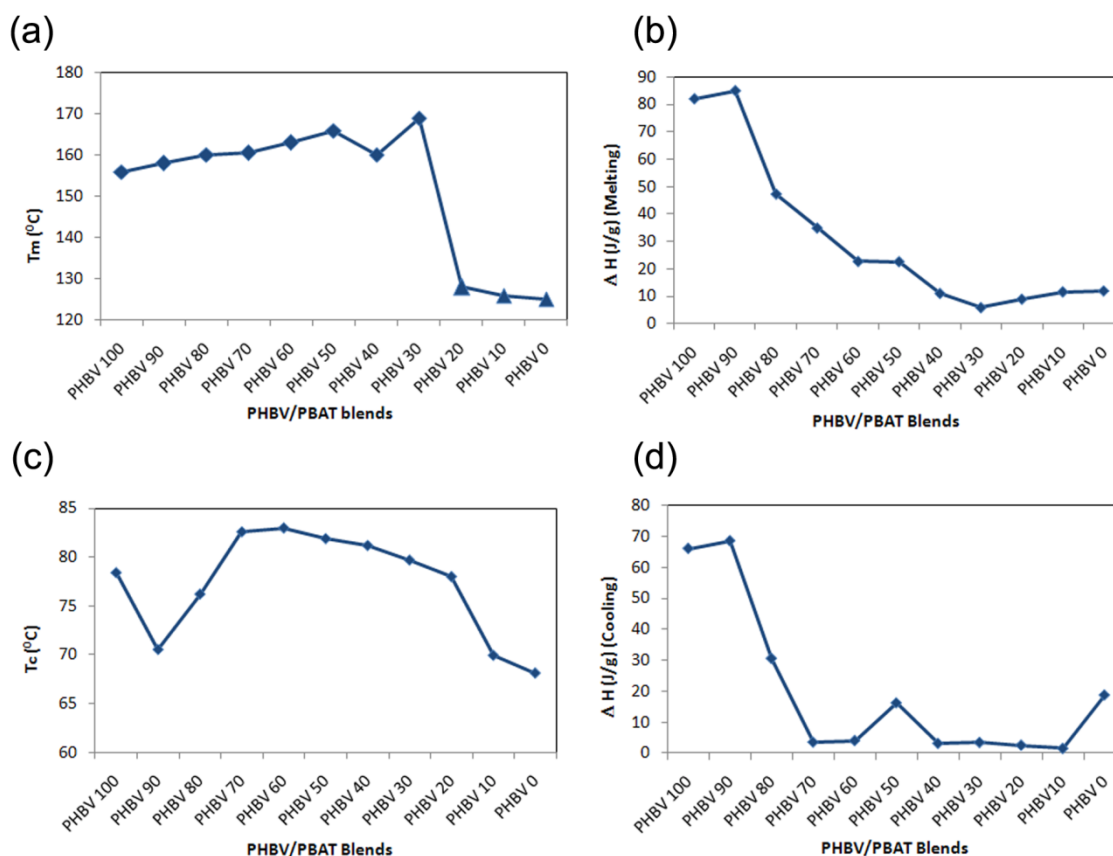 (a)
180
170
160
150
140
130
120
Tm (⁰C)
PHBV 100
PHBV 90
PHBV 80
PHBV 70
PHBV 60
PHBV 50
PHBV 40
PHBV 30
PHBV 20
PHBV 10
PHBV 0
PHBV/PBAT blends
(b)
90
80
70
60
50
40
30
20
10
0
Δ H (J/g) (Melting)
PHBV 100
PHBV 90
PHBV 80
PHBV 70
PHBV 60
PHBV 50
PHBV 40
PHBV 30
PHBV 20
PHBV10
PHBV 0
PHBV/PBAT Blends
(c)
85
80
75
70
65
60
Tc (⁰C)
PHBV 100
PHBV 90
PHBV 80
PHBV 70
PHBV 60
PHBV 50
PHBV 40
PHBV 30
PHBV 20
PHBV 10
PHBV 0
PHBV/PBAT Blends
(d)
80
70
60
50
40
30
20
10
0
Δ H (J/g) (Cooling)
PHBV 100
PHBV 90
PHBV 80
PHBV 70
PHBV 60
PHBV 50
PHBV 40
PHBV 30
PHBV 20
PHBV10
PHBV 0
PHBV/PBAT Blends